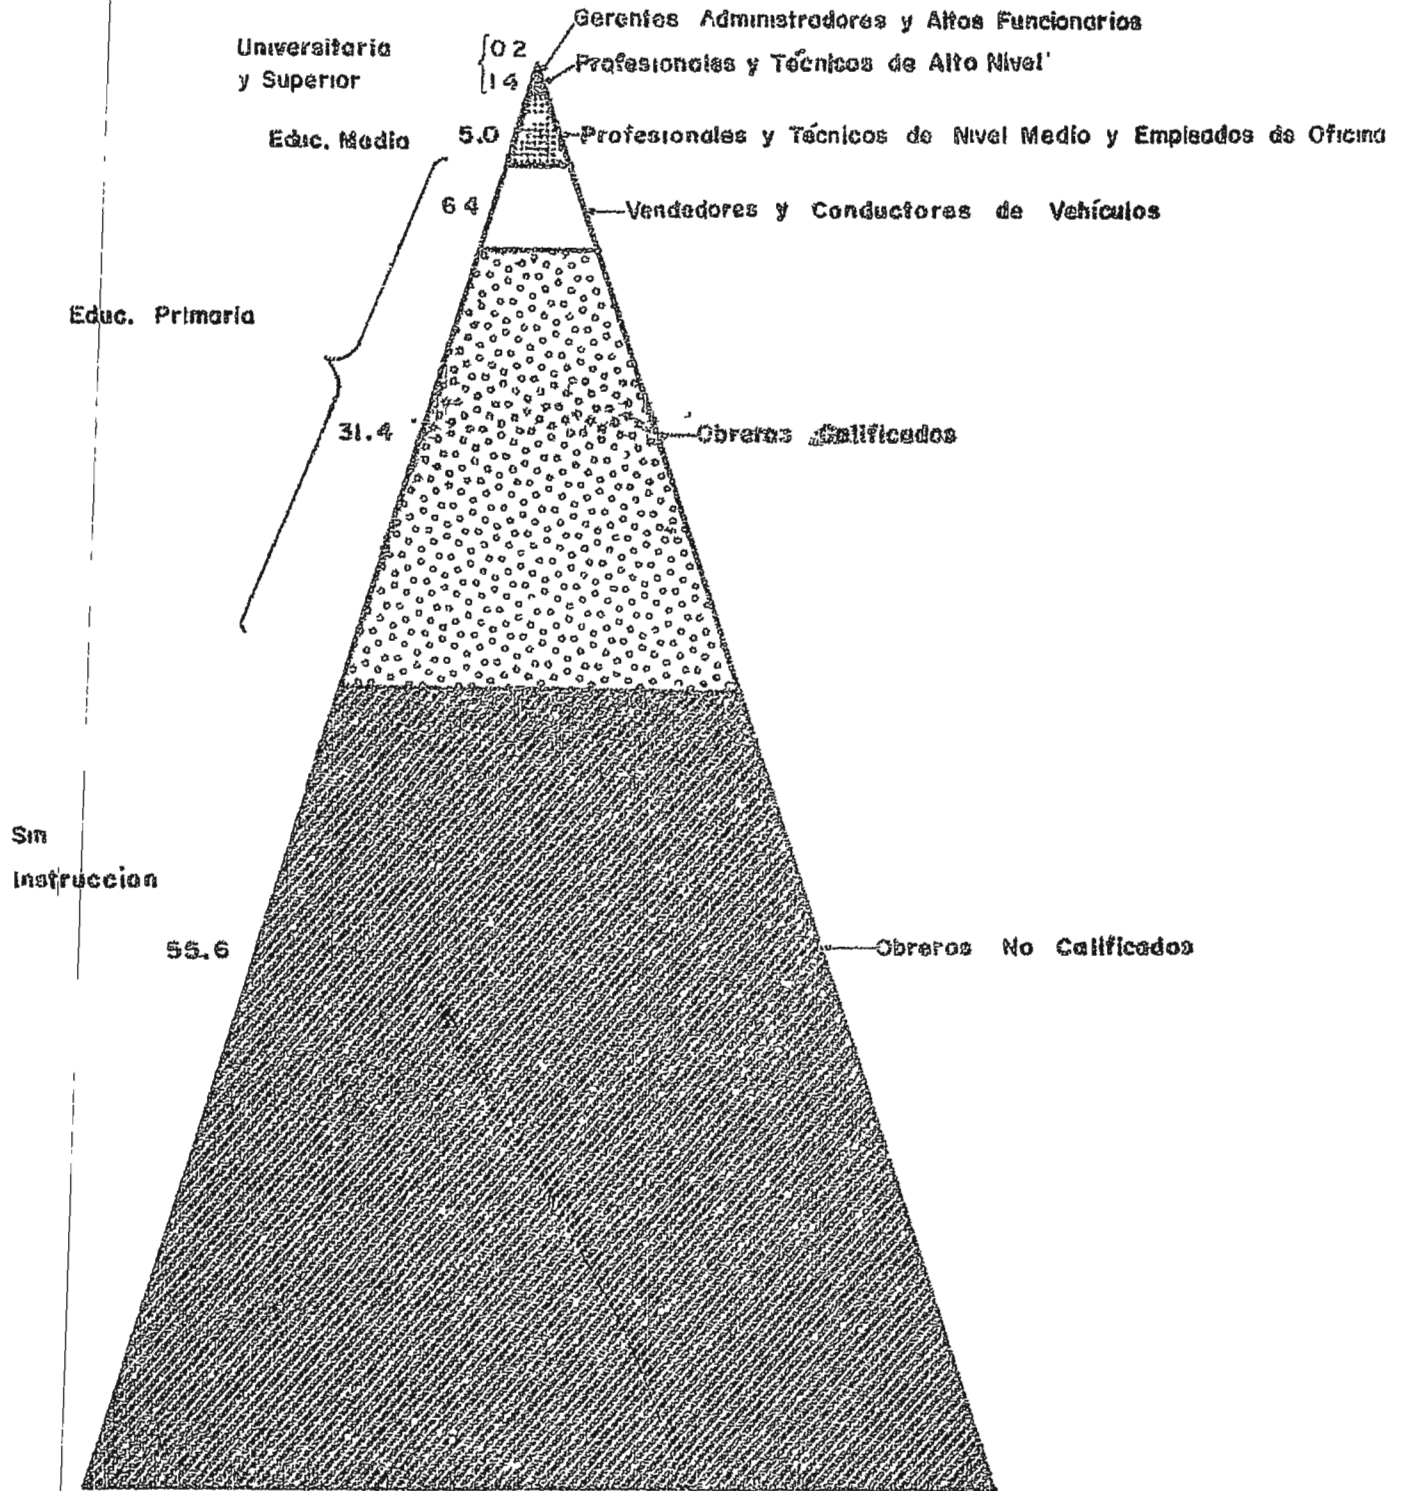 Gerentes Administradores y Altos Funcionarios
Universitaria
y Superior
0 2
1 4
Profesionales y Técnicos de Alto Nivel
Educ. Media
5.0
Profesionales y Técnicos de Nivel Medio y Empleados de Oficina
6 4
Vendedores y Conductores de Vehículos
Educ. Primaria
31.4
Obreros Calificados
Sin
Instruccion
55.6
Obreros No Calificados